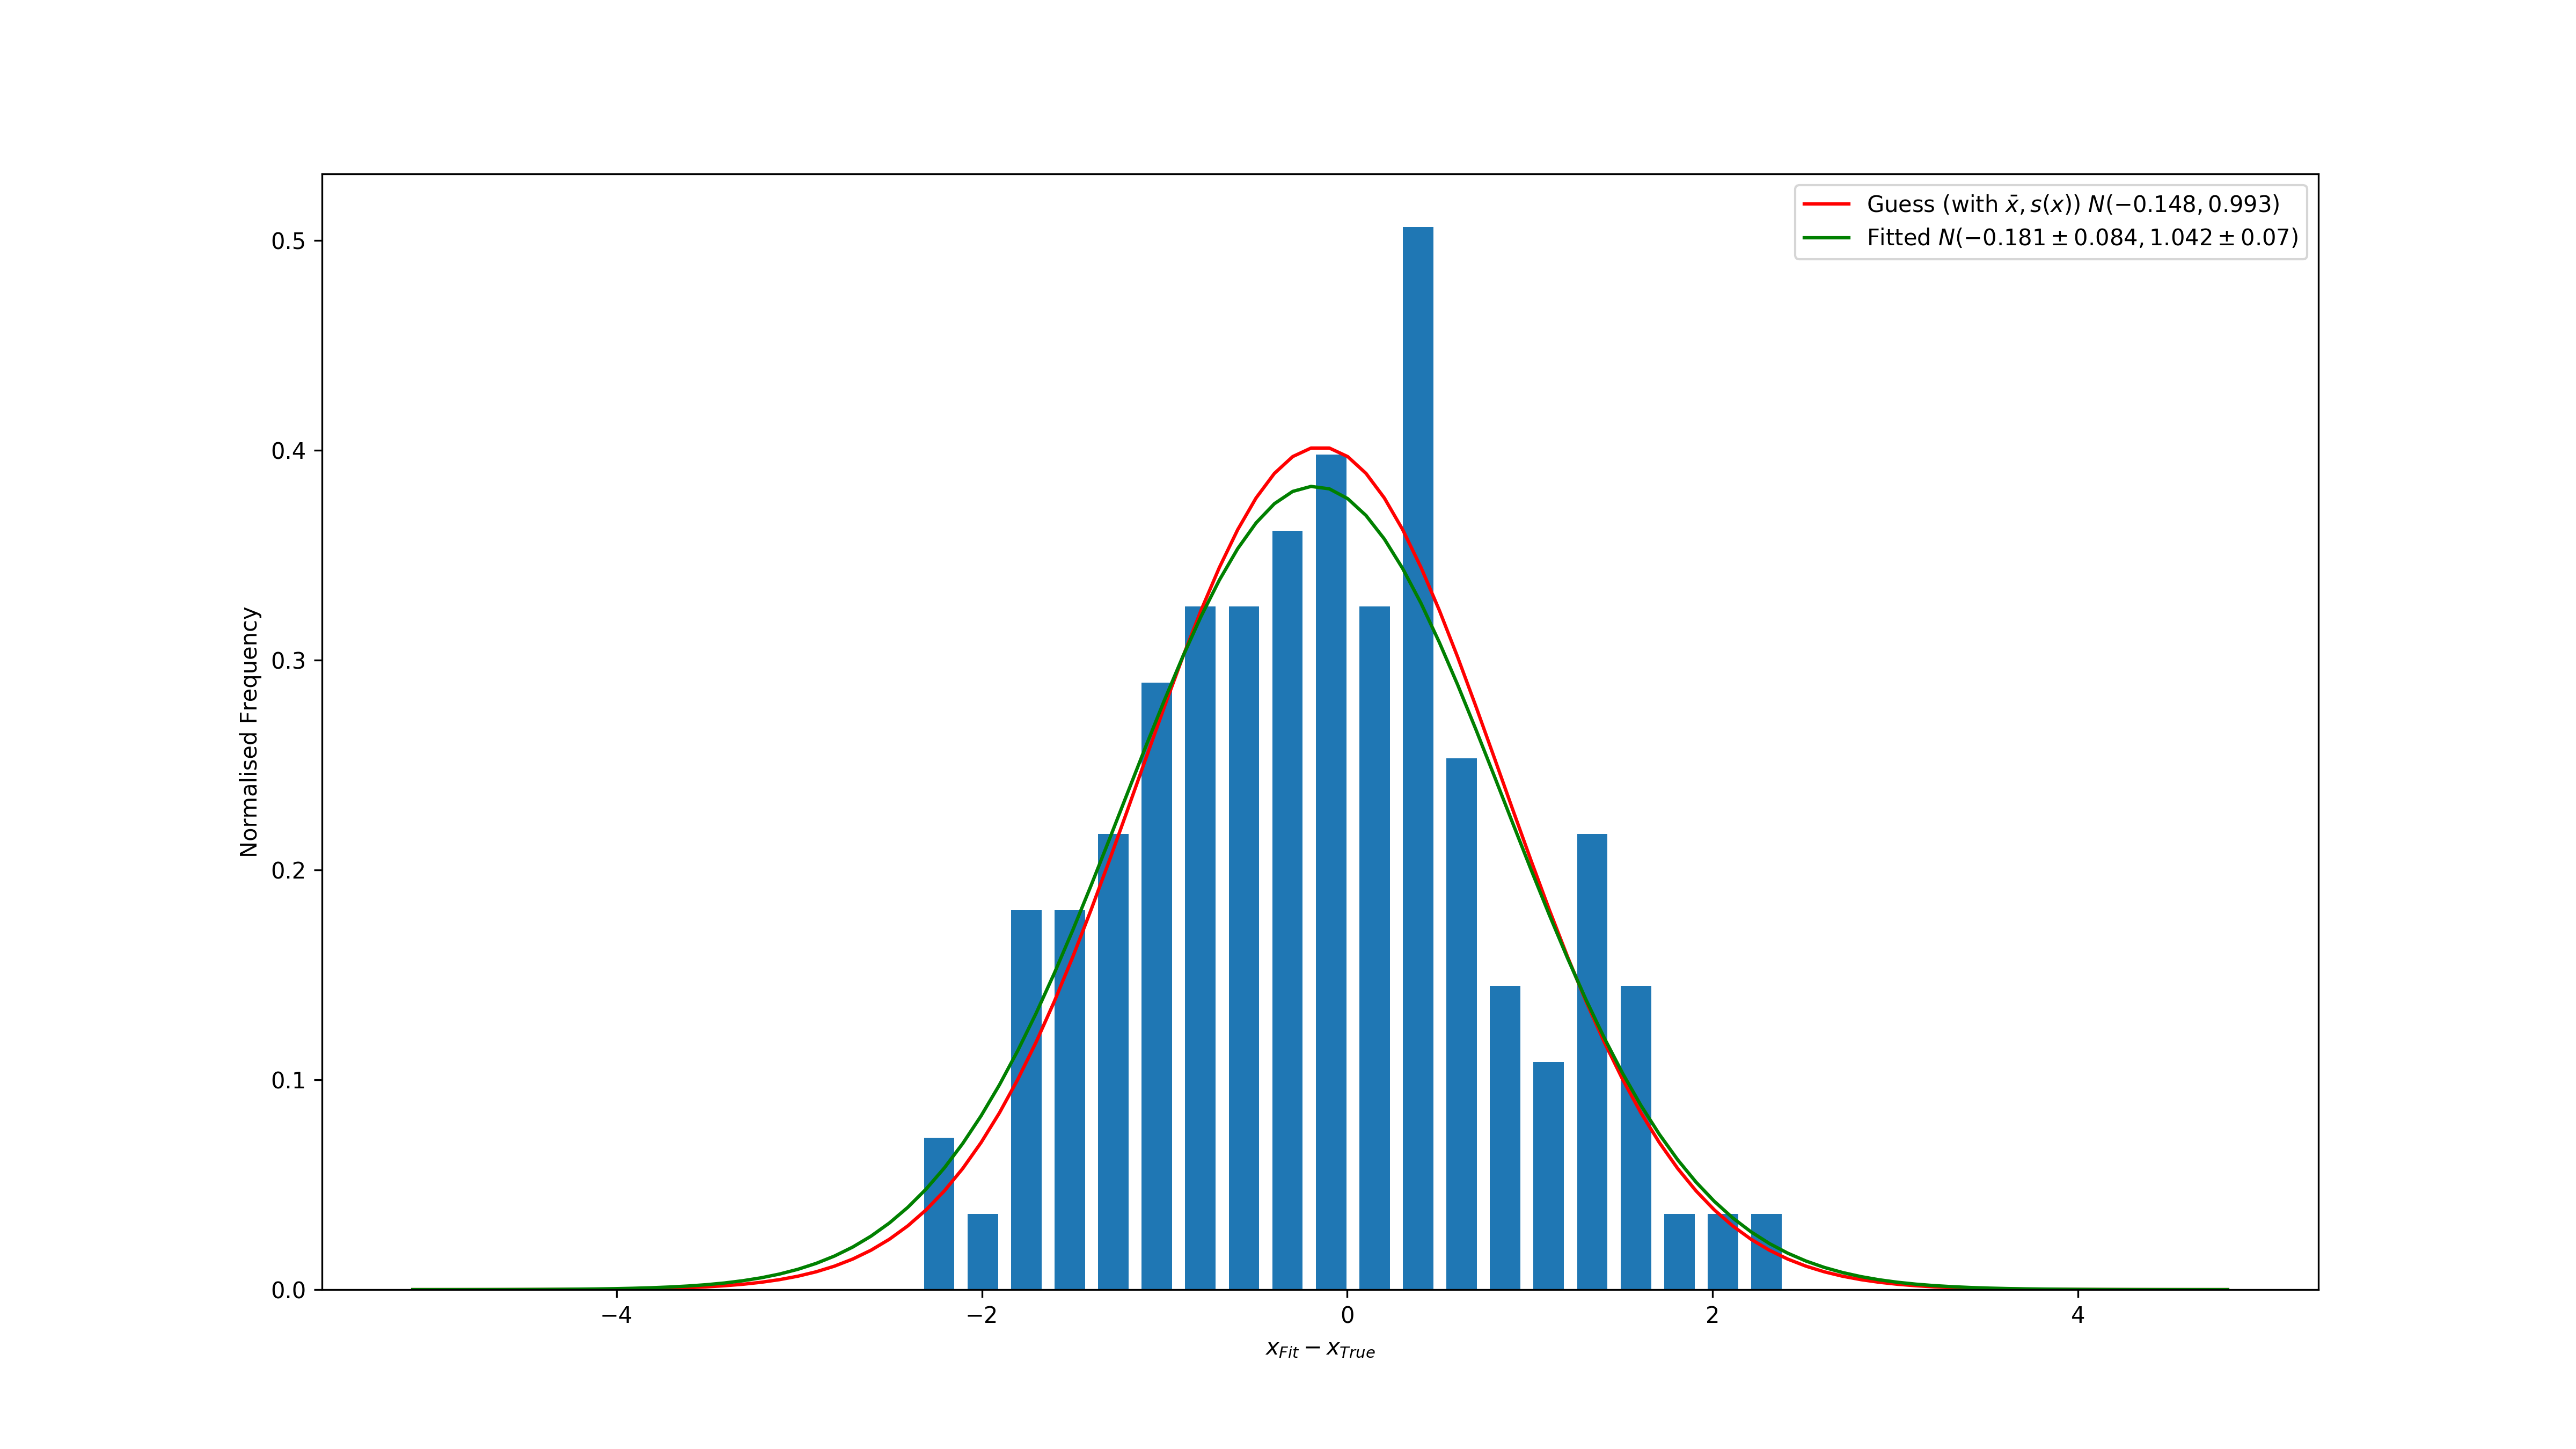 Guess (with x̄, s(x)) N(−0.148, 0.993)
Fitted N(−0.181 ± 0.084, 1.042 ± 0.07)
0.5
0.4
0.3
0.2
0.1
0.0
Normalised Frequency
−4 −2 0 2 4
x_Fit − x_True